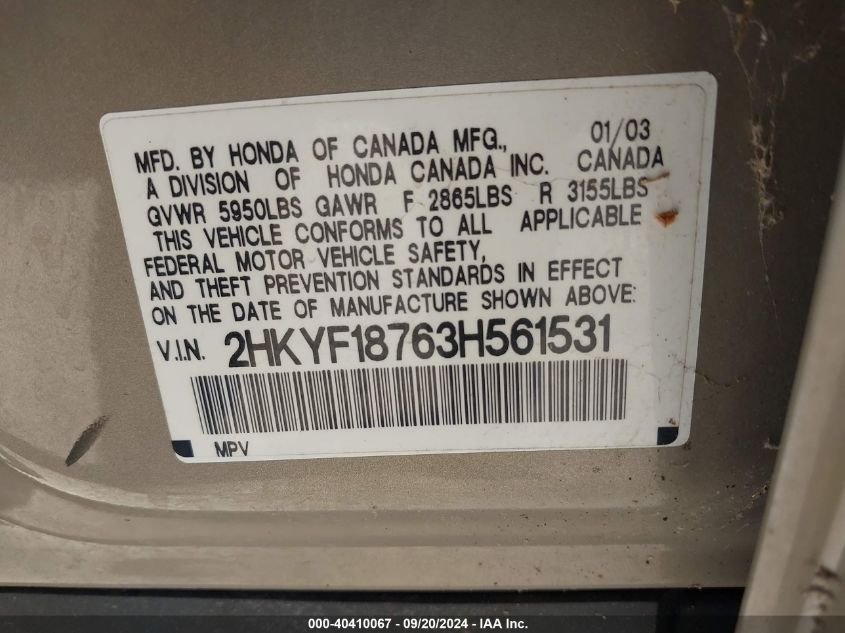 01/03
MFD. BY HONDA OF CANADA MFG.,
A DIVISION OF HONDA CANADA INC. CANADA
GVWR 5950LBS GAWR F 2865LBS R 3155LBS
THIS VEHICLE CONFORMS TO ALL APPLICABLE
FEDERAL MOTOR VEHICLE SAFETY,
AND THEFT PREVENTION STANDARDS IN EFFECT
ON THE DATE OF MANUFACTURE SHOWN ABOVE:
V.I.N. 2HKYF18763H561531
MPV
000-40410067 - 09/20/2024 - IAA Inc.